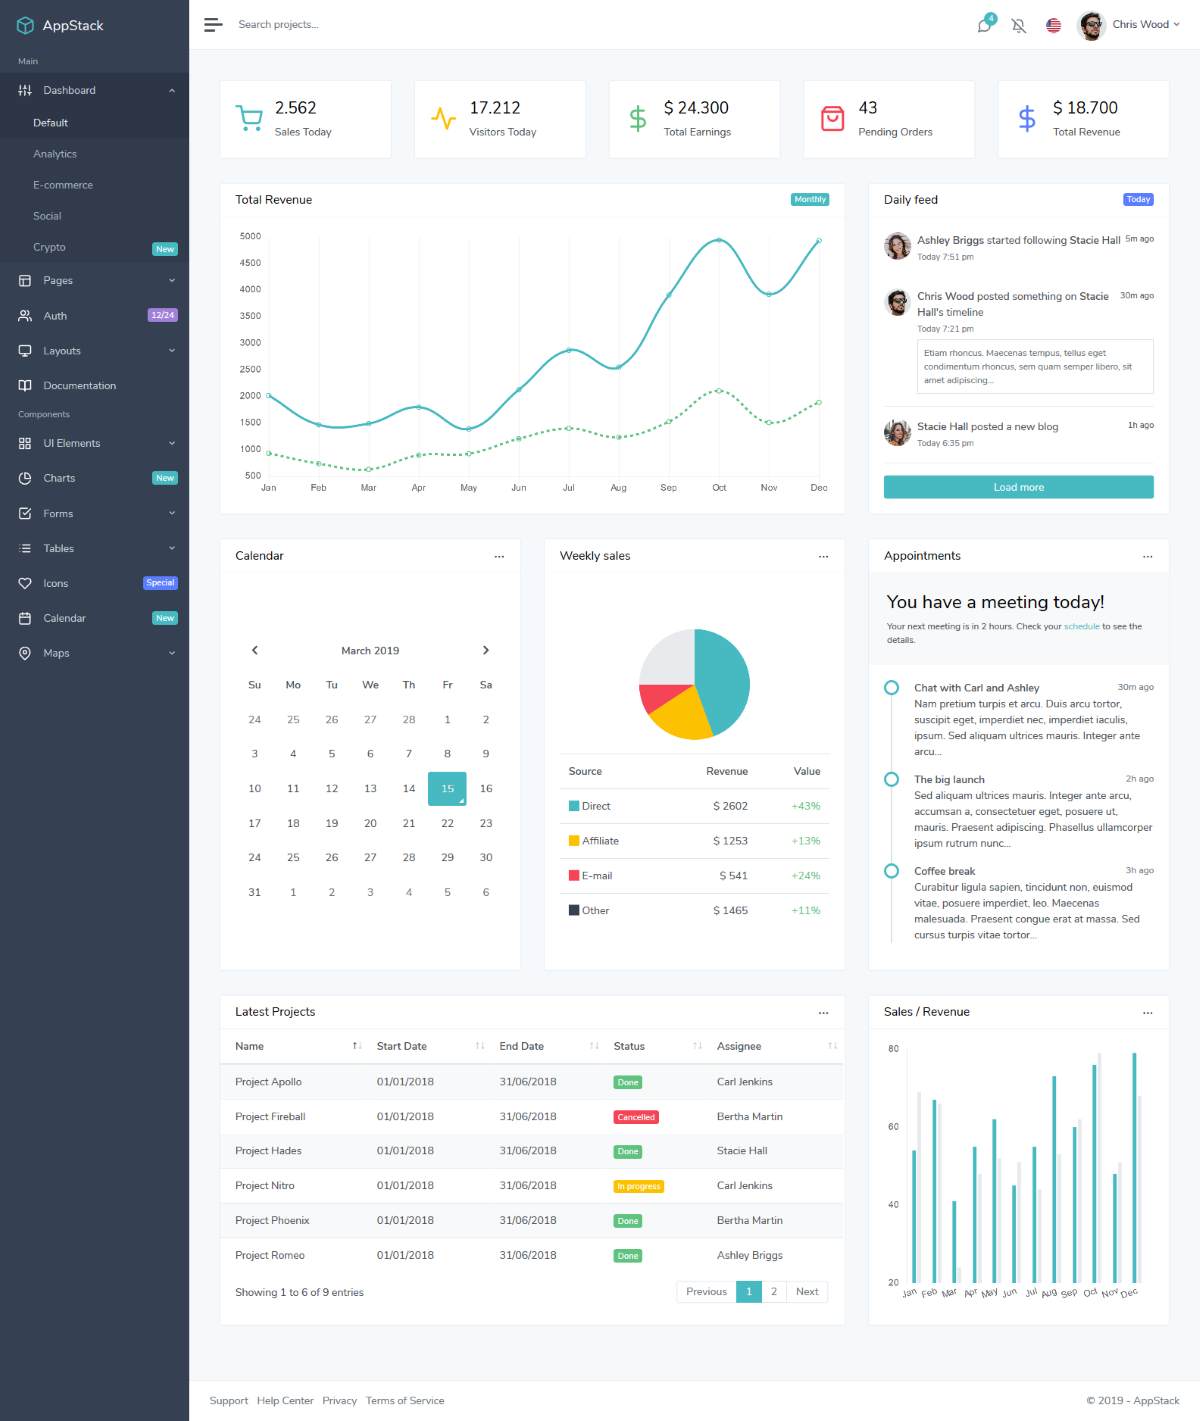 AppStack
Search projects...
4
Chris Wood
Main
Dashboard
Default
Analytics
E-commerce
Social
Crypto New
Pages
Auth 12/24
Layouts
Documentation
Components
UI Elements
Charts New
Forms
Tables
Icons Special
Calendar New
Maps
2.562
Sales Today
17.212
Visitors Today
$ 24.300
Total Earnings
43
Pending Orders
$ 18.700
Total Revenue
Total Revenue Monthly
5000
4500
4000
3500
3000
2500
2000
1500
1000
500
Jan Feb Mar Apr May Jun Jul Aug Sep Oct Nov Dec
Daily feed Today
Ashley Briggs started following Stacie Hall 5m ago
Today 7:51 pm
Chris Wood posted something on Stacie 30m ago
Hall's timeline
Today 7:21 pm
Etiam rhoncus. Maecenas tempus, tellus eget
condimentum rhoncus, sem quam semper libero, sit
amet adipiscing...
Stacie Hall posted a new blog 1h ago
Today 6:35 pm
Load more
Calendar ...
March 2019
Su Mo Tu We Th Fr Sa
24 25 26 27 28 1 2
3 4 5 6 7 8 9
10 11 12 13 14 15 16
17 18 19 20 21 22 23
24 25 26 27 28 29 30
31 1 2 3 4 5 6
Weekly sales ...
Source Revenue Value
Direct $ 2602 +43%
Affiliate $ 1253 +13%
E-mail $ 541 +24%
Other $ 1465 +11%
Appointments ...
You have a meeting today!
Your next meeting is in 2 hours. Check your schedule to see the
details.
Chat with Carl and Ashley 30m ago
Nam pretium turpis et arcu. Duis arcu tortor,
suscipit eget, imperdiet nec, imperdiet iaculis,
ipsum. Sed aliquam ultrices mauris. Integer ante
arcu...
The big launch 2h ago
Sed aliquam ultrices mauris. Integer ante arcu,
accumsan a, consectetuer eget, posuere ut,
mauris. Praesent adipiscing. Phasellus ullamcorper
ipsum rutrum nunc...
Coffee break 3h ago
Curabitur ligula sapien, tincidunt non, euismod
vitae, posuere imperdiet, leo. Maecenas
malesuada. Praesent congue erat at massa. Sed
cursus turpis vitae tortor...
Latest Projects ...
Name Start Date End Date Status Assignee
Project Apollo 01/01/2018 31/06/2018 Done Carl Jenkins
Project Fireball 01/01/2018 31/06/2018 Cancelled Bertha Martin
Project Hades 01/01/2018 31/06/2018 Done Stacie Hall
Project Nitro 01/01/2018 31/06/2018 In progress Carl Jenkins
Project Phoenix 01/01/2018 31/06/2018 Done Bertha Martin
Project Romeo 01/01/2018 31/06/2018 Done Ashley Briggs
Showing 1 to 6 of 9 entries
Previous 1 2 Next
Sales / Revenue ...
80
60
40
20
Jan Feb Mar Apr May Jun Jul Aug Sep Oct Nov Dec
Support Help Center Privacy Terms of Service
© 2019 - AppStack